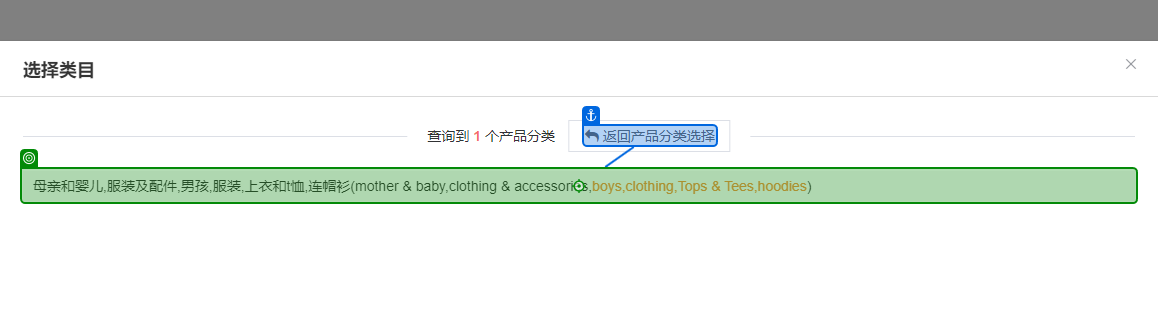 选择类目
查询到 1 个产品分类 返回产品分类选择
母亲和婴儿,服装及配件,男孩,服装,上衣和t恤,连帽衫(mother & baby,clothing & accessories,boys,clothing,Tops & Tees,hoodies)